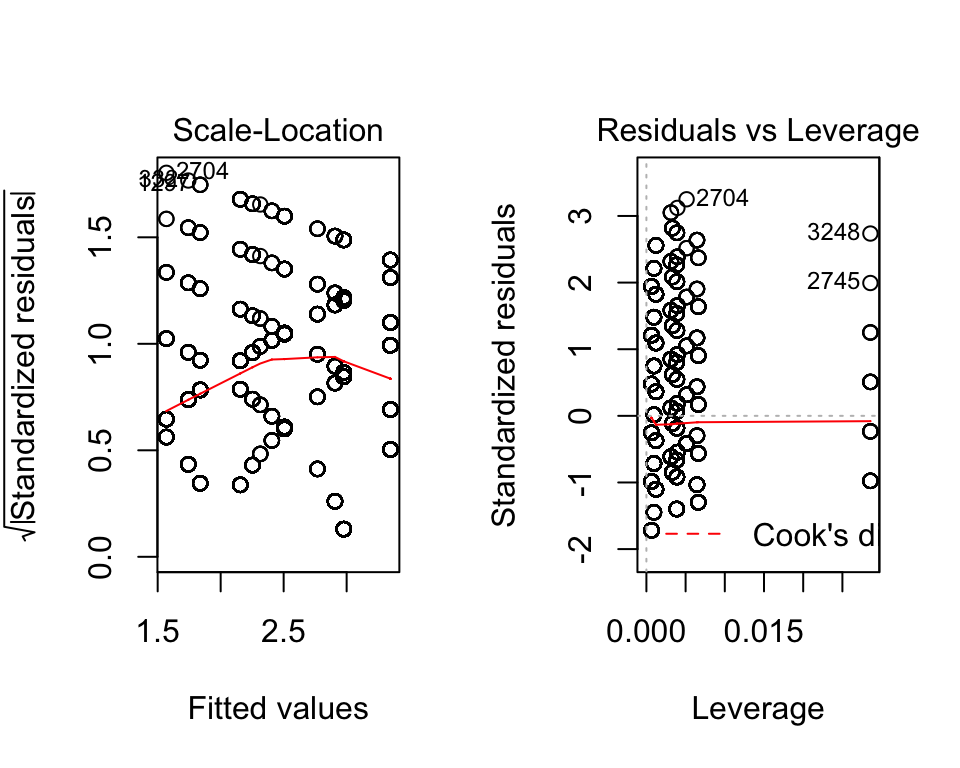 Scale-Location
2704
√|Standardized residuals|
0.0 0.5 1.0 1.5
1.5 2.5
Fitted values
Residuals vs Leverage
2704
3248
2745
Standardized residuals
-2 -1 0 1 2 3
Cook's d
0.000 0.015
Leverage